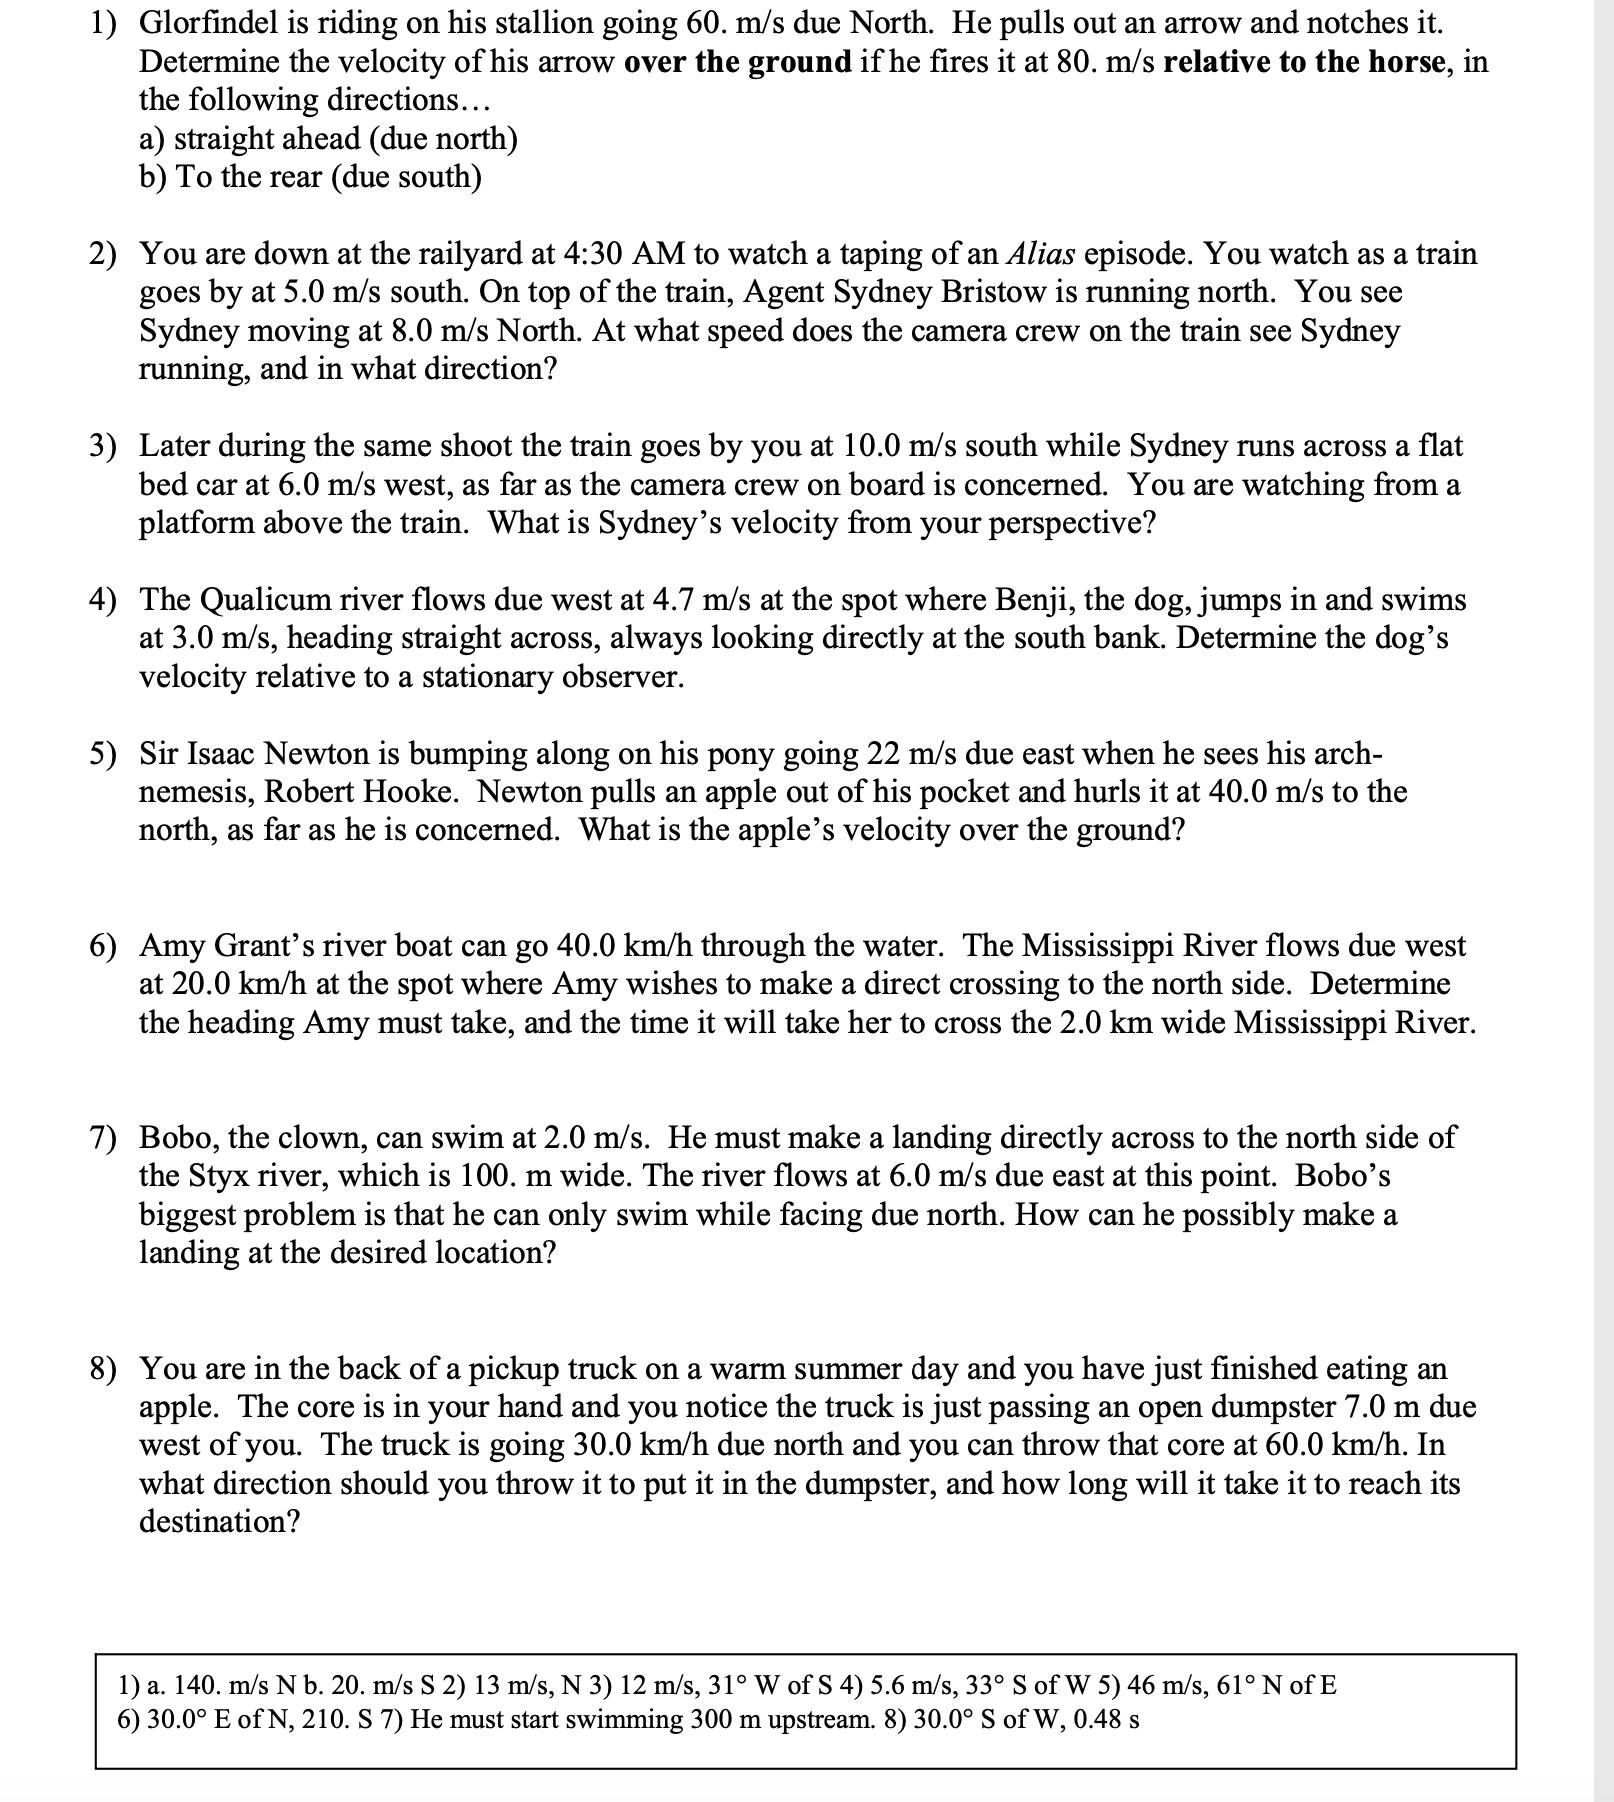 1) Glorfindel is riding on his stallion going 60. m/s due North.  He pulls out an arrow and notches it.
Determine the velocity of his arrow over the ground if he fires it at 80. m/s relative to the horse, in
the following directions…
a) straight ahead (due north)
b) To the rear (due south)
2) You are down at the railyard at 4:30 AM to watch a taping of an Alias episode. You watch as a train
goes by at 5.0 m/s south. On top of the train, Agent Sydney Bristow is running north.  You see
Sydney moving at 8.0 m/s North. At what speed does the camera crew on the train see Sydney
running, and in what direction?
3) Later during the same shoot the train goes by you at 10.0 m/s south while Sydney runs across a flat
bed car at 6.0 m/s west, as far as the camera crew on board is concerned.  You are watching from a
platform above the train.  What is Sydney’s velocity from your perspective?
4) The Qualicum river flows due west at 4.7 m/s at the spot where Benji, the dog, jumps in and swims
at 3.0 m/s, heading straight across, always looking directly at the south bank. Determine the dog’s
velocity relative to a stationary observer.
5) Sir Isaac Newton is bumping along on his pony going 22 m/s due east when he sees his arch-
nemesis, Robert Hooke.  Newton pulls an apple out of his pocket and hurls it at 40.0 m/s to the
north, as far as he is concerned.  What is the apple’s velocity over the ground?
6) Amy Grant’s river boat can go 40.0 km/h through the water.  The Mississippi River flows due west
at 20.0 km/h at the spot where Amy wishes to make a direct crossing to the north side.  Determine
the heading Amy must take, and the time it will take her to cross the 2.0 km wide Mississippi River.
7) Bobo, the clown, can swim at 2.0 m/s.  He must make a landing directly across to the north side of
the Styx river, which is 100. m wide. The river flows at 6.0 m/s due east at this point.  Bobo’s
biggest problem is that he can only swim while facing due north. How can he possibly make a
landing at the desired location?
8) You are in the back of a pickup truck on a warm summer day and you have just finished eating an
apple.  The core is in your hand and you notice the truck is just passing an open dumpster 7.0 m due
west of you.  The truck is going 30.0 km/h due north and you can throw that core at 60.0 km/h. In
what direction should you throw it to put it in the dumpster, and how long will it take it to reach its
destination?
1) a. 140. m/s N b. 20. m/s S 2) 13 m/s, N 3) 12 m/s, 31° W of S 4) 5.6 m/s, 33° S of W 5) 46 m/s, 61° N of E
6) 30.0° E of N, 210. S 7) He must start swimming 300 m upstream. 8) 30.0° S of W, 0.48 s